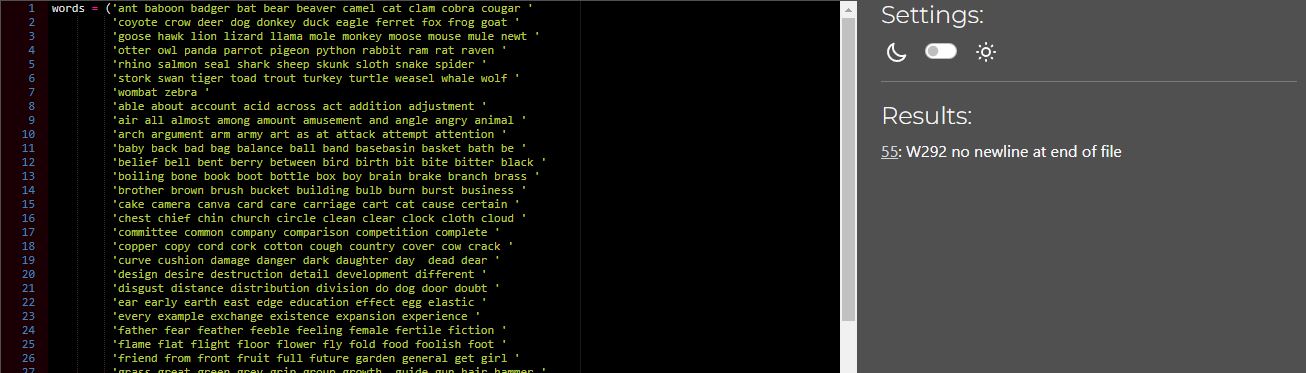 1 words = ('ant baboon badger bat bear beaver camel cat clam cobra cougar '
2 'coyote crow deer dog donkey duck eagle ferret fox frog goat '
3 'goose hawk lion lizard llama mole monkey moose mouse mule newt '
4 'otter owl panda parrot pigeon python rabbit ram rat raven '
5 'rhino salmon seal shark sheep skunk sloth snake spider '
6 'stork swan tiger toad trout turkey turtle weasel whale wolf '
7 'wombat zebra '
8 'able about account acid across act addition adjustment '
9 'air all almost among amount amusement and angle angry animal '
10 'arch argument arm army art as at attack attempt attention '
11 'baby back bad bag balance ball band basebasin basket bath be '
12 'belief bell bent berry between bird birth bit bite bitter black '
13 'boiling bone book boot bottle box boy brain brake branch brass '
14 'brother brown brush bucket building bulb burn burst business '
15 'cake camera canva card care carriage cart cat cause certain '
16 'chest chief chin church circle clean clear clock cloth cloud '
17 'committee common company comparison competition complete '
18 'copper copy cord cork cotton cough country cover cow crack '
19 'curve cushion damage danger dark daughter day  dead dear '
20 'design desire destruction detail development different '
21 'disgust distance distribution division do dog door doubt '
22 'ear early earth east edge education effect egg elastic '
23 'every example exchange existence expansion experience '
24 'father fear feather feeble feeling female fertile fiction '
25 'flame flat flight floor flower fly fold food foolish foot '
26 'friend from front fruit full future garden general get girl '
27 'grass great green grey grip group growth  guide gun hair hammer '
Settings:
Results:
55: W292 no newline at end of file